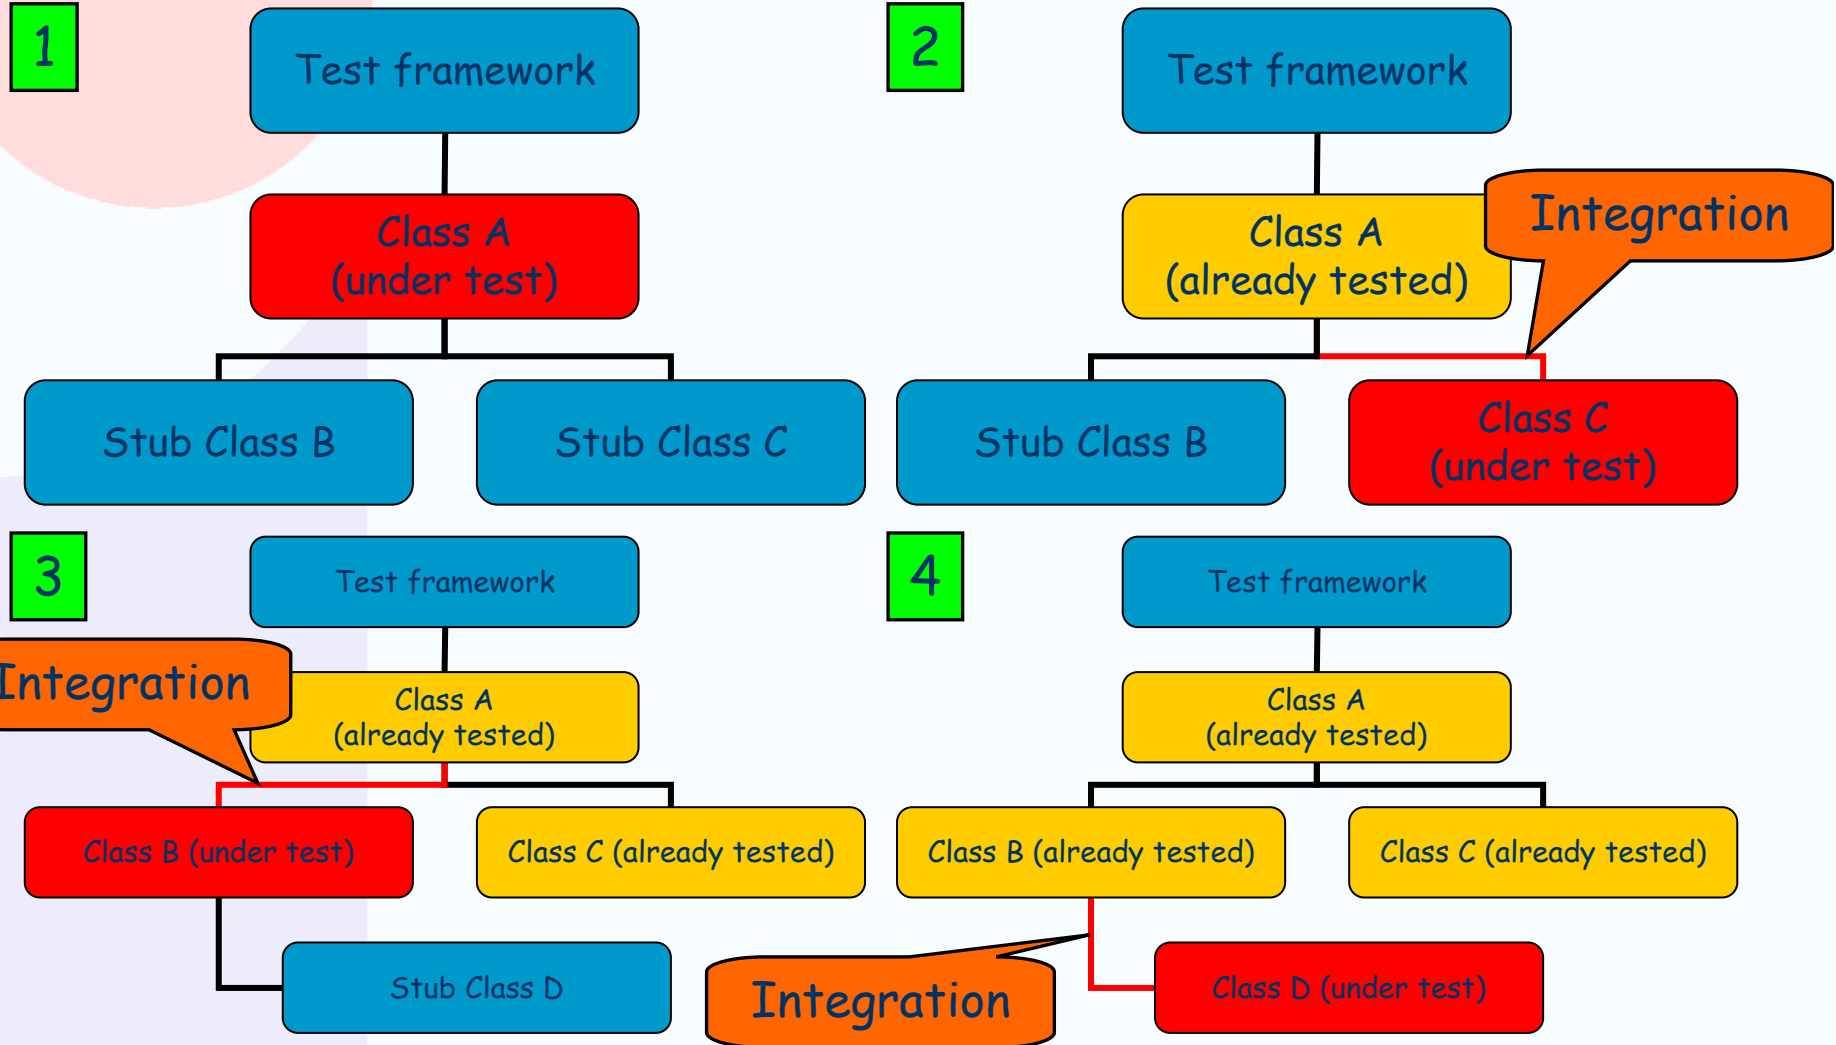 1
Test framework
Class A
(under test)
Stub Class B
Stub Class C
2
Test framework
Class A
(already tested)
Integration
Stub Class B
Class C
(under test)
3
Test framework
Integration
Class A
(already tested)
Class B (under test)
Class C (already tested)
Stub Class D
4
Test framework
Class A
(already tested)
Class B (already tested)
Class C (already tested)
Integration
Class D (under test)